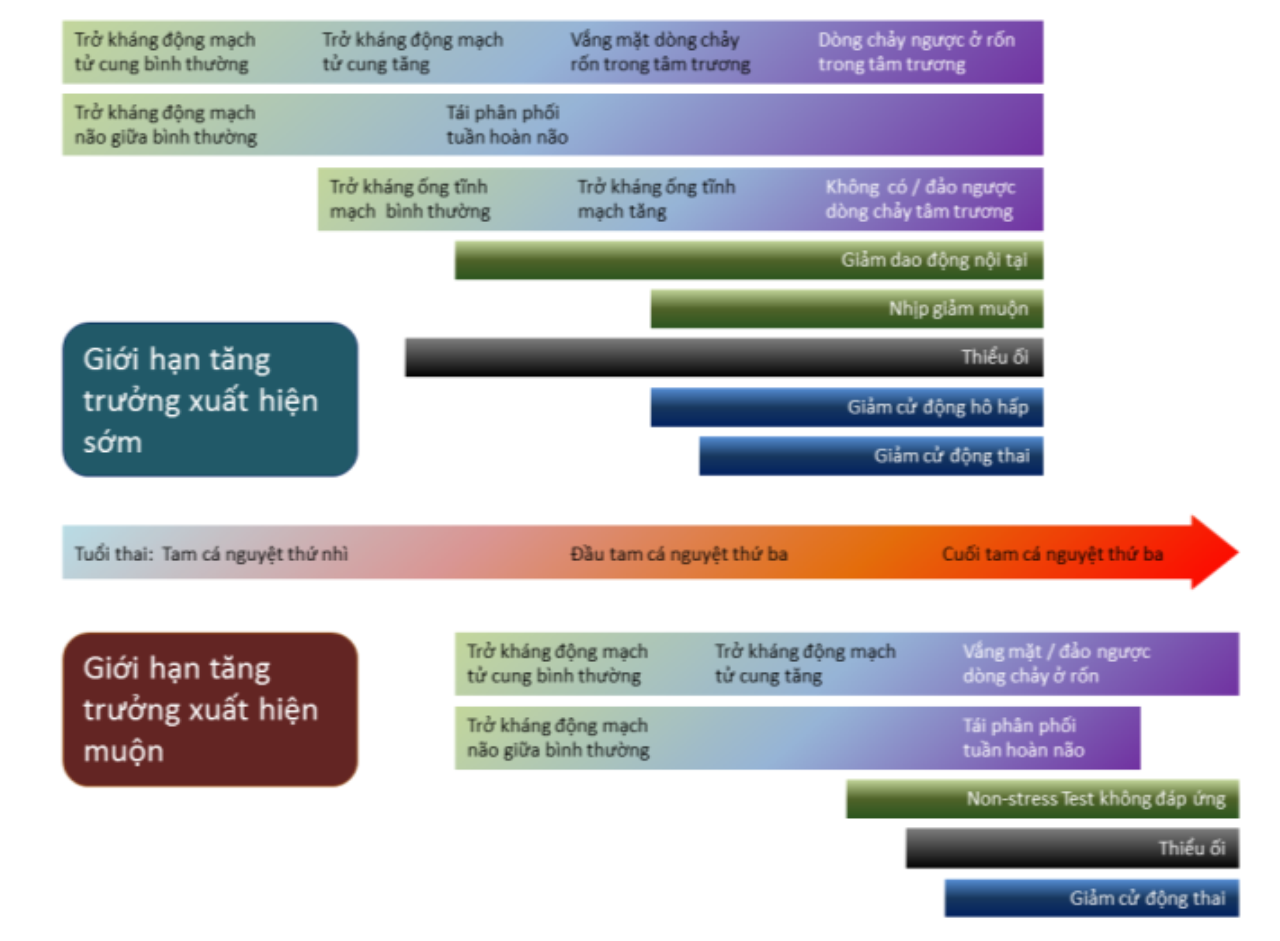 Trở kháng động mạch
tử cung bình thường
Trở kháng động mạch
tử cung tăng
Vắng mặt dòng chảy
rốn trong tâm trương
Dòng chảy ngược ở rốn
trong tâm trương
Trở kháng động mạch
não giữa bình thường
Tái phân phối
tuần hoàn não
Trở kháng ống tĩnh
mạch bình thường
Trở kháng ống tĩnh
mạch tăng
Không có / đảo ngược
dòng chảy tâm trương
Giảm dao động nội tại
Nhịp giảm muộn
Thiểu ối
Giảm cử động hô hấp
Giảm cử động thai
Giới hạn tăng
trưởng xuất hiện
sớm
Tuổi thai: Tam cá nguyệt thứ nhì
Đầu tam cá nguyệt thứ ba
Cuối tam cá nguyệt thứ ba
Giới hạn tăng
trưởng xuất hiện
muộn
Trở kháng động mạch
tử cung bình thường
Trở kháng động mạch
tử cung tăng
Vắng mặt / đảo ngược
dòng chảy ở rốn
Trở kháng động mạch
não giữa bình thường
Tái phân phối
tuần hoàn não
Non-stress Test không đáp ứng
Thiểu ối
Giảm cử động thai